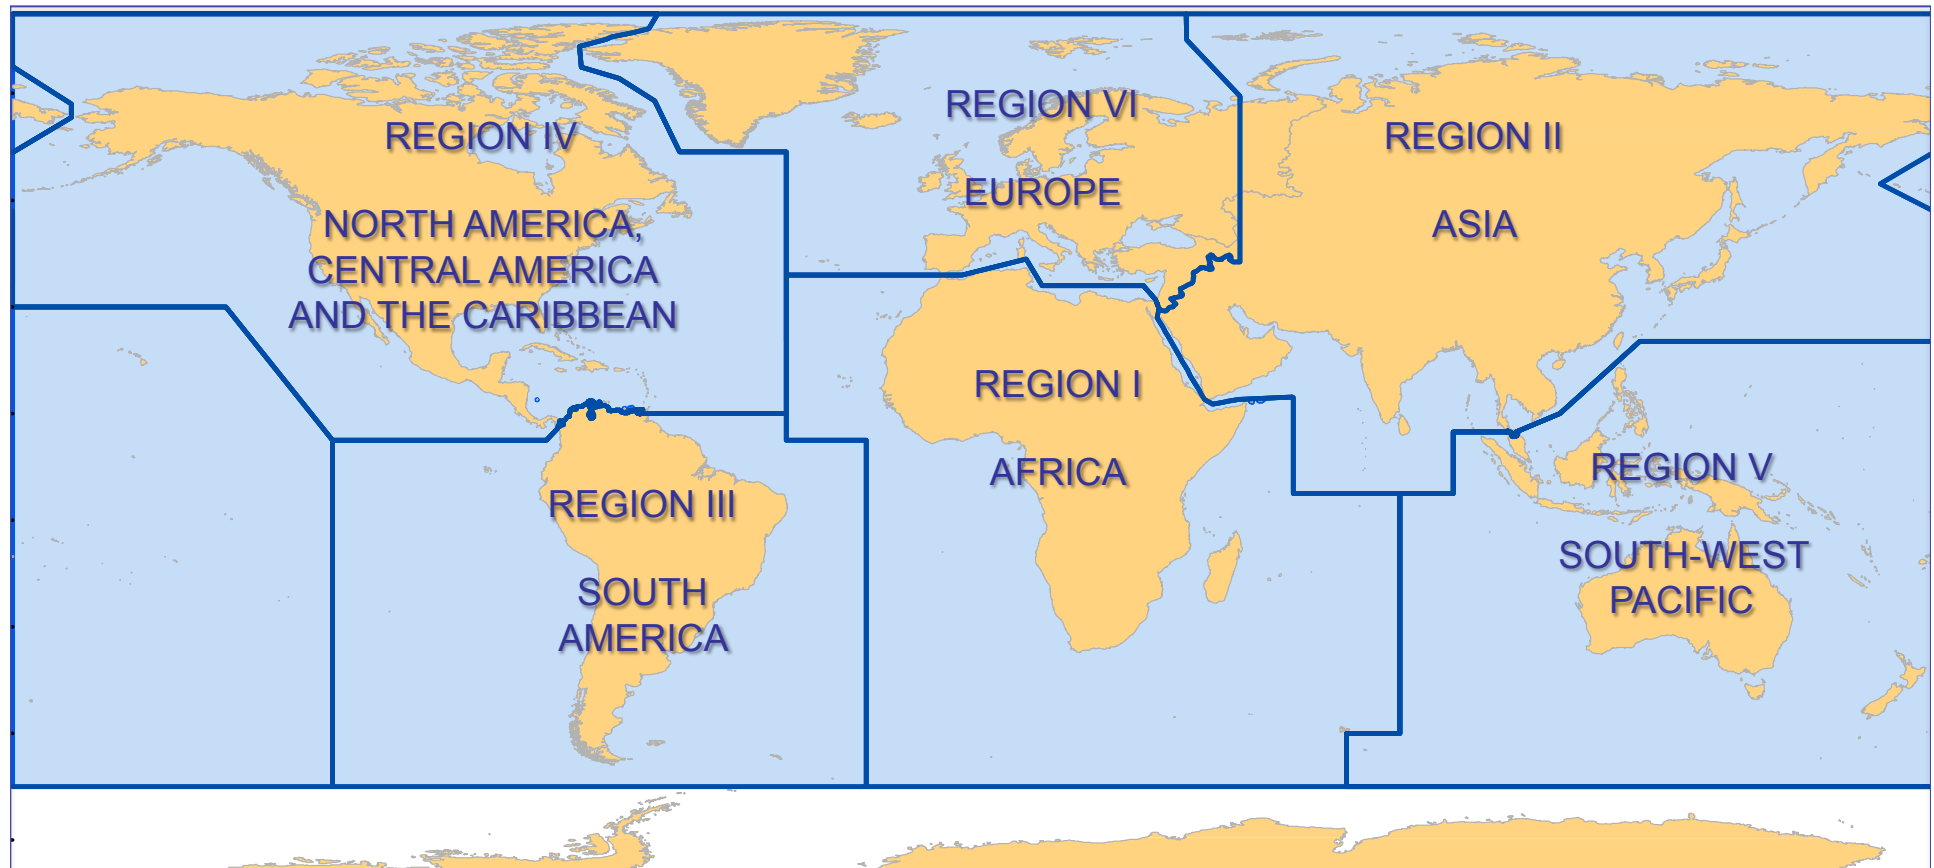 REGION IV
NORTH AMERICA,
CENTRAL AMERICA
AND THE CARIBBEAN
REGION VI
EUROPE
REGION II
ASIA
REGION I
AFRICA
REGION III
SOUTH
AMERICA
REGION V
SOUTH-WEST
PACIFIC